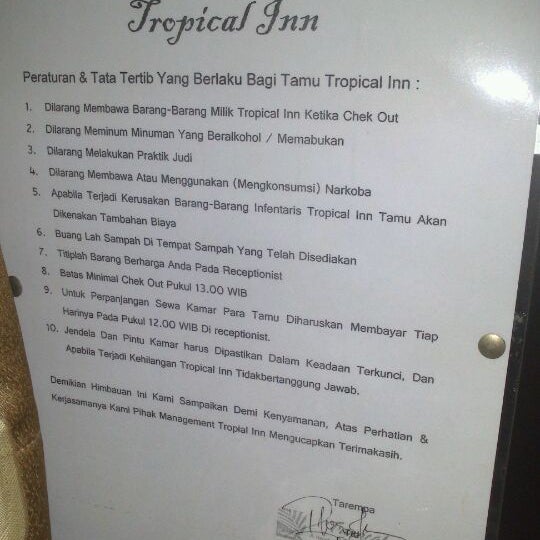 Tropical Inn
Peraturan & Tata Tertib Yang Berlaku Bagi Tamu Tropical Inn :
1. Dilarang Membawa Barang-Barang Milik Tropical Inn Ketika Chek Out
2. Dilarang Meminum Minuman Yang Beralkohol / Memabukan
3. Dilarang Melakukan Praktik Judi
4. Dilarang Membawa Atau Menggunakan (Mengkonsumsi) Narkoba
5. Apabila Terjadi Kerusakan Barang-Barang Infentaris Tropical Inn Tamu Akan
Dikenakan Tambahan Biaya
6. Buang Lah Sampah Di Tempat Sampah Yang Telah Disediakan
7. Titiplah Barang Berharga Anda Pada Receptionist
8. Batas Minimal Chek Out Pukul 13.00 WIB
9. Untuk Perpanjangan Sewa Kamar Para Tamu Diharuskan Membayar Tiap
Harinya Pada Pukul 12.00 WIB Di receptionist.
10. Jendela Dan Pintu Kamar harus Dipastikan Dalam Keadaan Terkunci, Dan
Apabila Terjadi Kehilangan Tropical Inn Tidakbertanggung Jawab.
Demikian Himbauan Ini Kami Sampaikan Demi Kenyamanan, Atas Perhatian &
Kerjasamanya Kami Pihak Management Tropial Inn Mengucapkan Terimakasih.
Tarempa